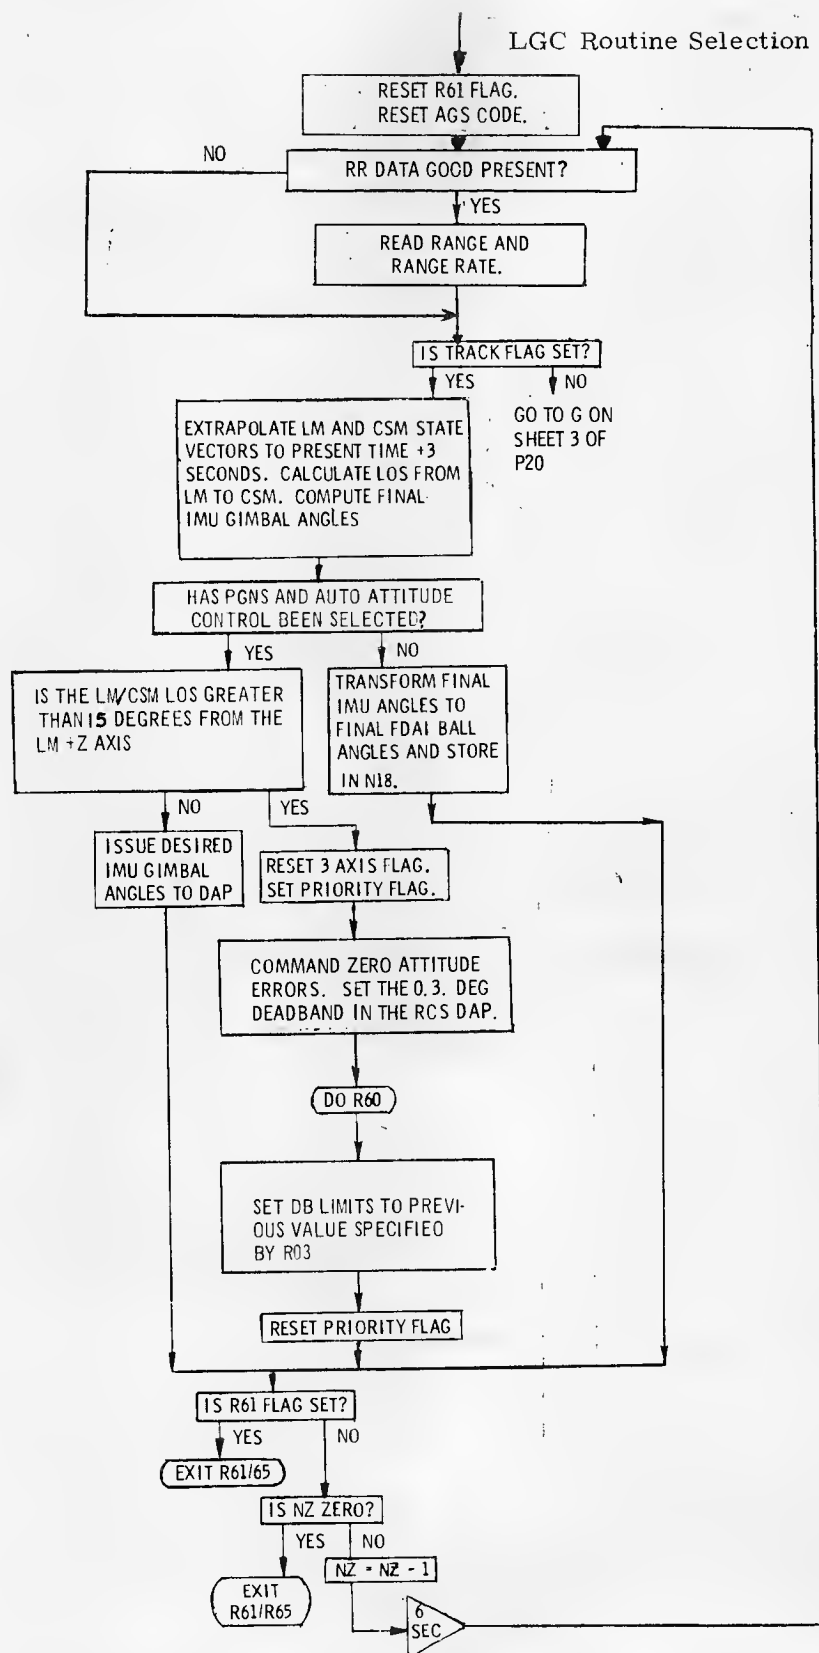 LGC Routine Selection
RESET R61 FLAG.
RESET AGS CODE.
NO
RR DATA GOOD PRESENT?
YES
READ RANGE AND
RANGE RATE.
IS TRACK FLAG SET?
YES
NO
EXTRAPOLATE LM AND CSM STATE
VECTORS TO PRESENT TIME +3
SECONDS. CALCULATE LOS FROM
LM TO CSM. COMPUTE FINAL
IMU GIMBAL ANGLES
GO TO G ON
SHEET 3 OF
P20
HAS PGNS AND AUTO ATTITUDE
CONTROL BEEN SELECTED?
YES
NO
IS THE LM/CSM LOS GREATER
THAN 15 DEGREES FROM THE
LM +Z AXIS
TRANSFORM FINAL
IMU ANGLES TO
FINAL FDAI BALL
ANGLES AND STORE
IN N18.
NO
YES
ISSUE DESIRED
IMU GIMBAL
ANGLES TO DAP
RESET 3 AXIS FLAG.
SET PRIORITY FLAG.
COMMAND ZERO ATTITUDE
ERRORS. SET THE 0.3. DEG
DEADBAND IN THE RCS DAP.
DO R60
SET DB LIMITS TO PREVI-
OUS VALUE SPECIFIED
BY R03
RESET PRIORITY FLAG
IS R61 FLAG SET?
YES
NO
EXIT R61/65
IS NZ ZERO?
YES
NO
NZ = NZ - 1
EXIT
R61/R65
6
SEC